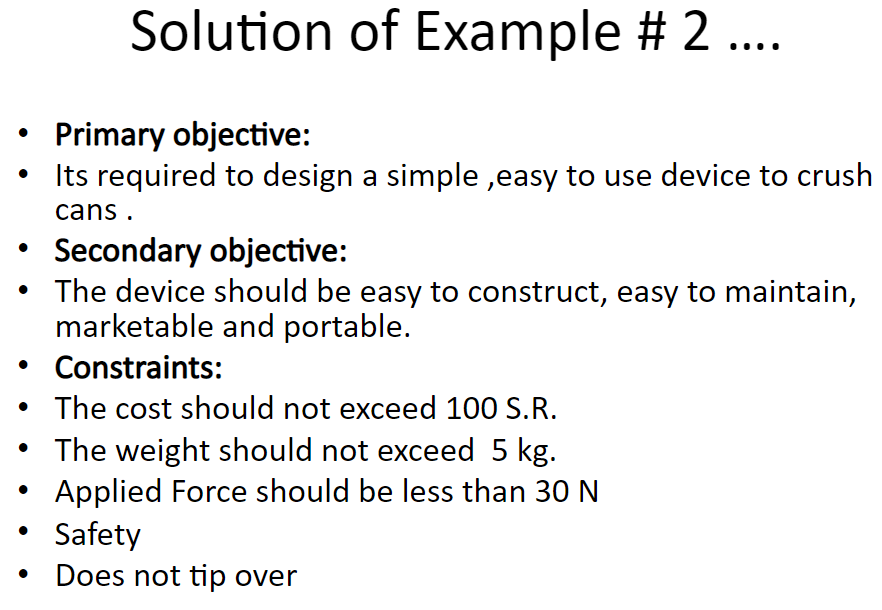 Solution of Example # 2 ....
• Primary objective:
• Its required to design a simple ,easy to use device to crush
cans .
• Secondary objective:
• The device should be easy to construct, easy to maintain,
marketable and portable.
• Constraints:
• The cost should not exceed 100 S.R.
• The weight should not exceed  5 kg.
• Applied Force should be less than 30 N
• Safety
• Does not tip over